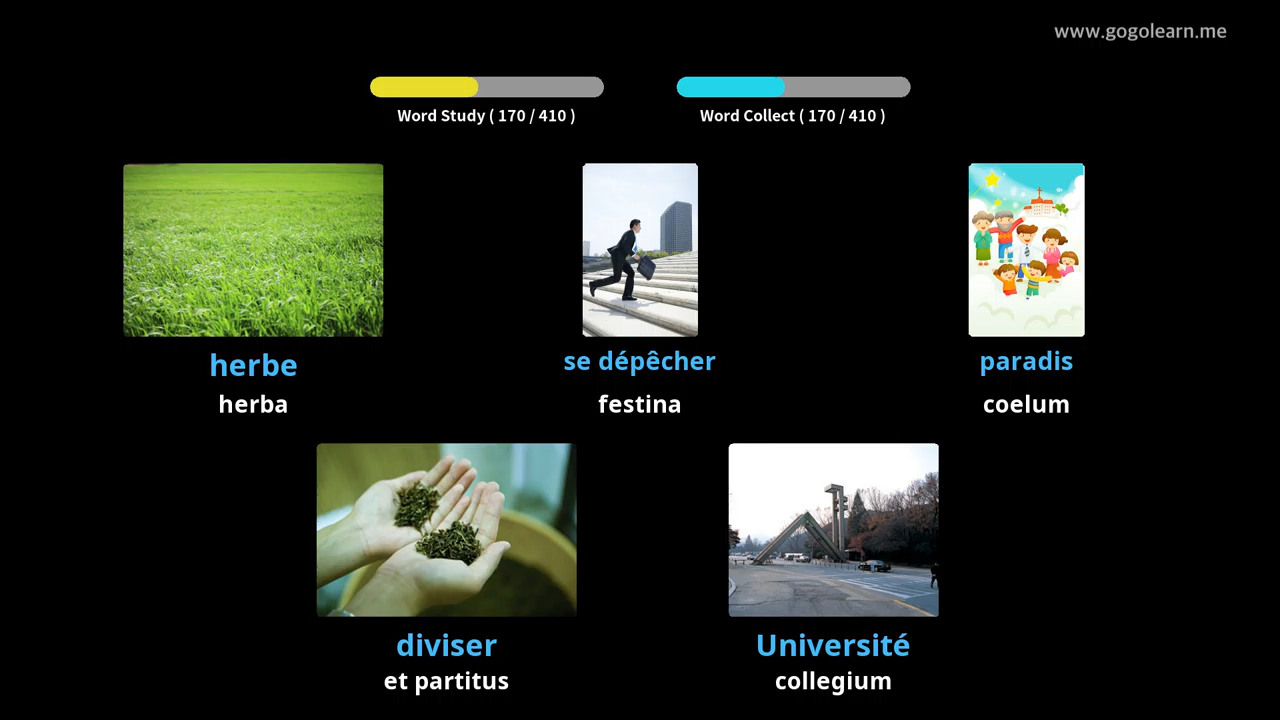 www.gogolearn.me
Word Study ( 170 / 410 )
Word Collect ( 170 / 410 )
herbe
herba
se dépêcher
festina
paradis
coelum
diviser
et partitus
Université
collegium